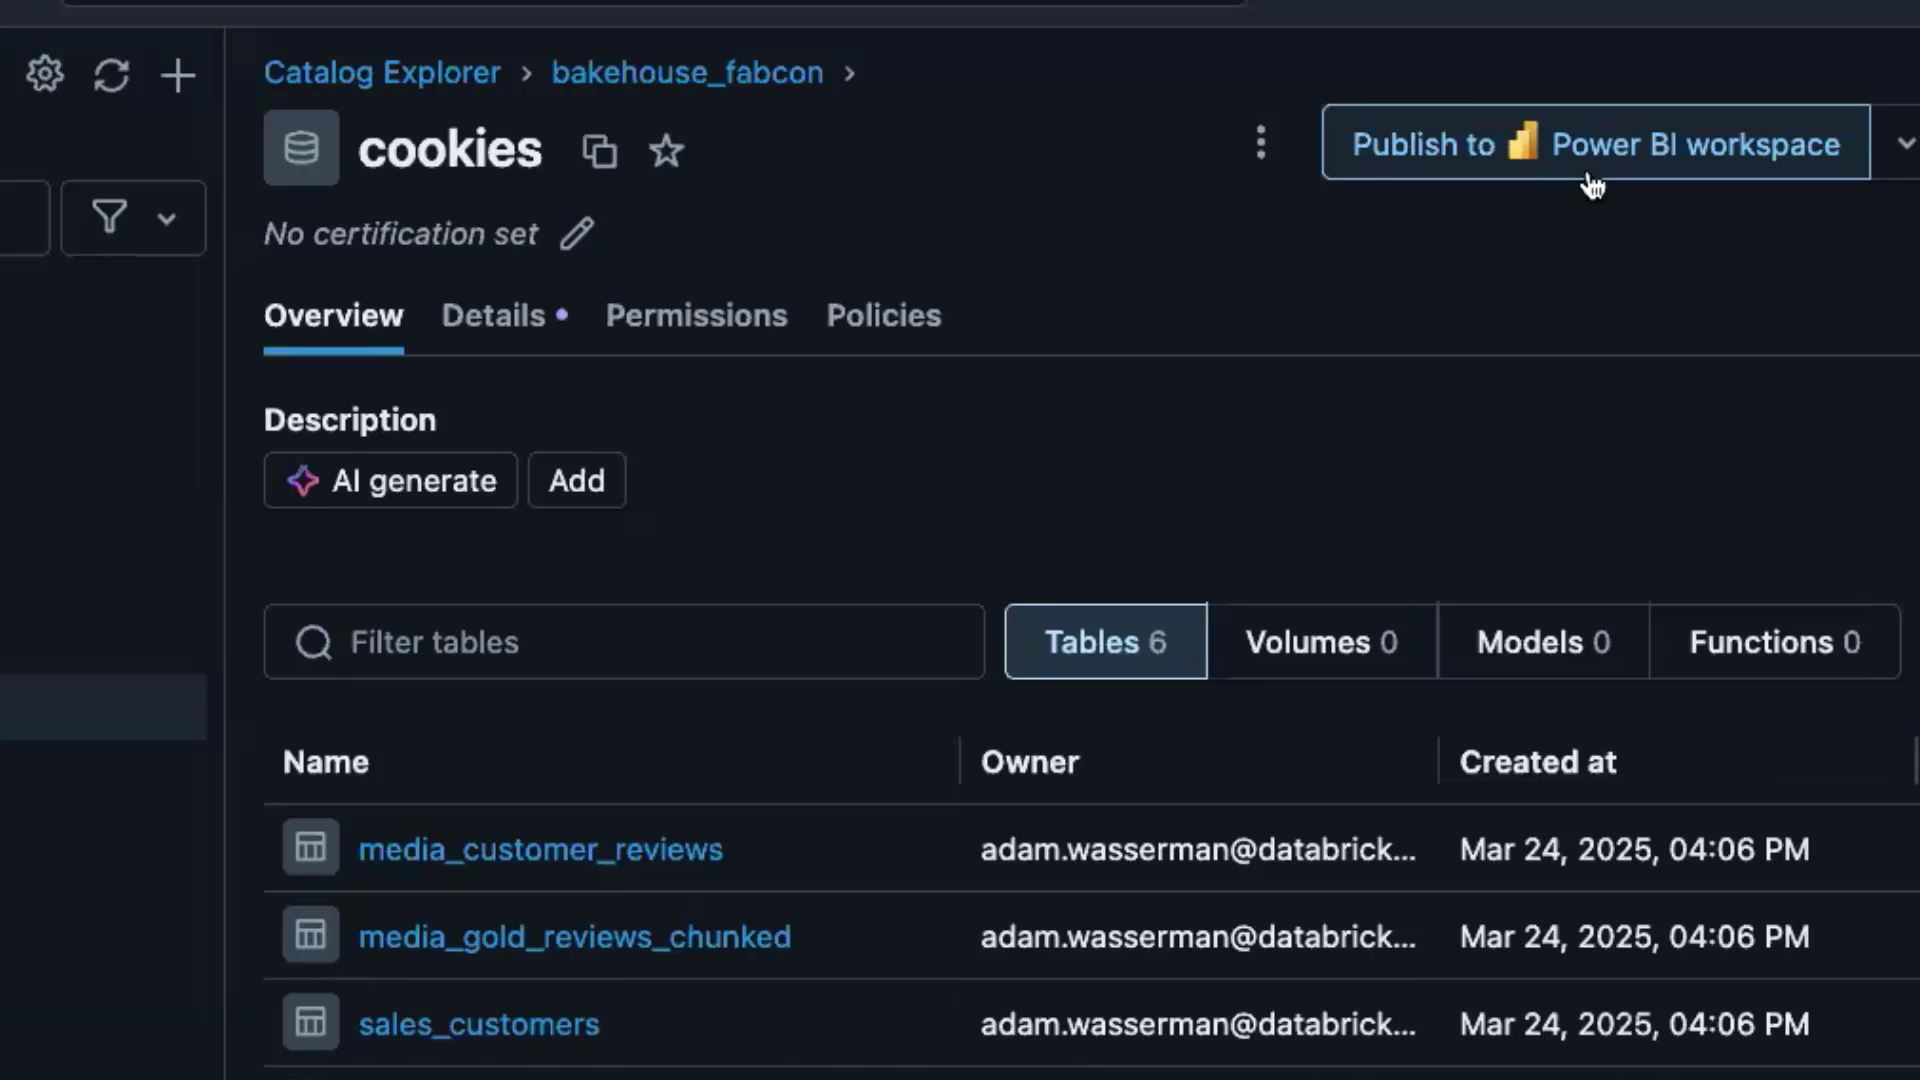 Catalog Explorer > bakehouse_fabcon >
cookies
Publish to Power BI workspace
No certification set
Overview Details • Permissions Policies
Description
AI generate Add
Filter tables Tables 6 Volumes 0 Models 0 Functions 0
Name Owner Created at
media_customer_reviews adam.wasserman@databrick... Mar 24, 2025, 04:06 PM
media_gold_reviews_chunked adam.wasserman@databrick... Mar 24, 2025, 04:06 PM
sales_customers adam.wasserman@databrick... Mar 24, 2025, 04:06 PM